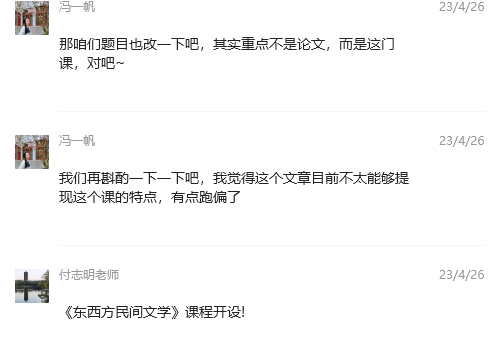 冯一帆
23/4/26
那咱们题目也改一下吧，其实重点不是论文，而是这门
课，对吧~
冯一帆
23/4/26
我们再斟酌一下一下吧，我觉得这个文章目前不太能够提
现这个课的特点，有点跑偏了
付志明老师
23/4/26
《东西方民间文学》课程开设!